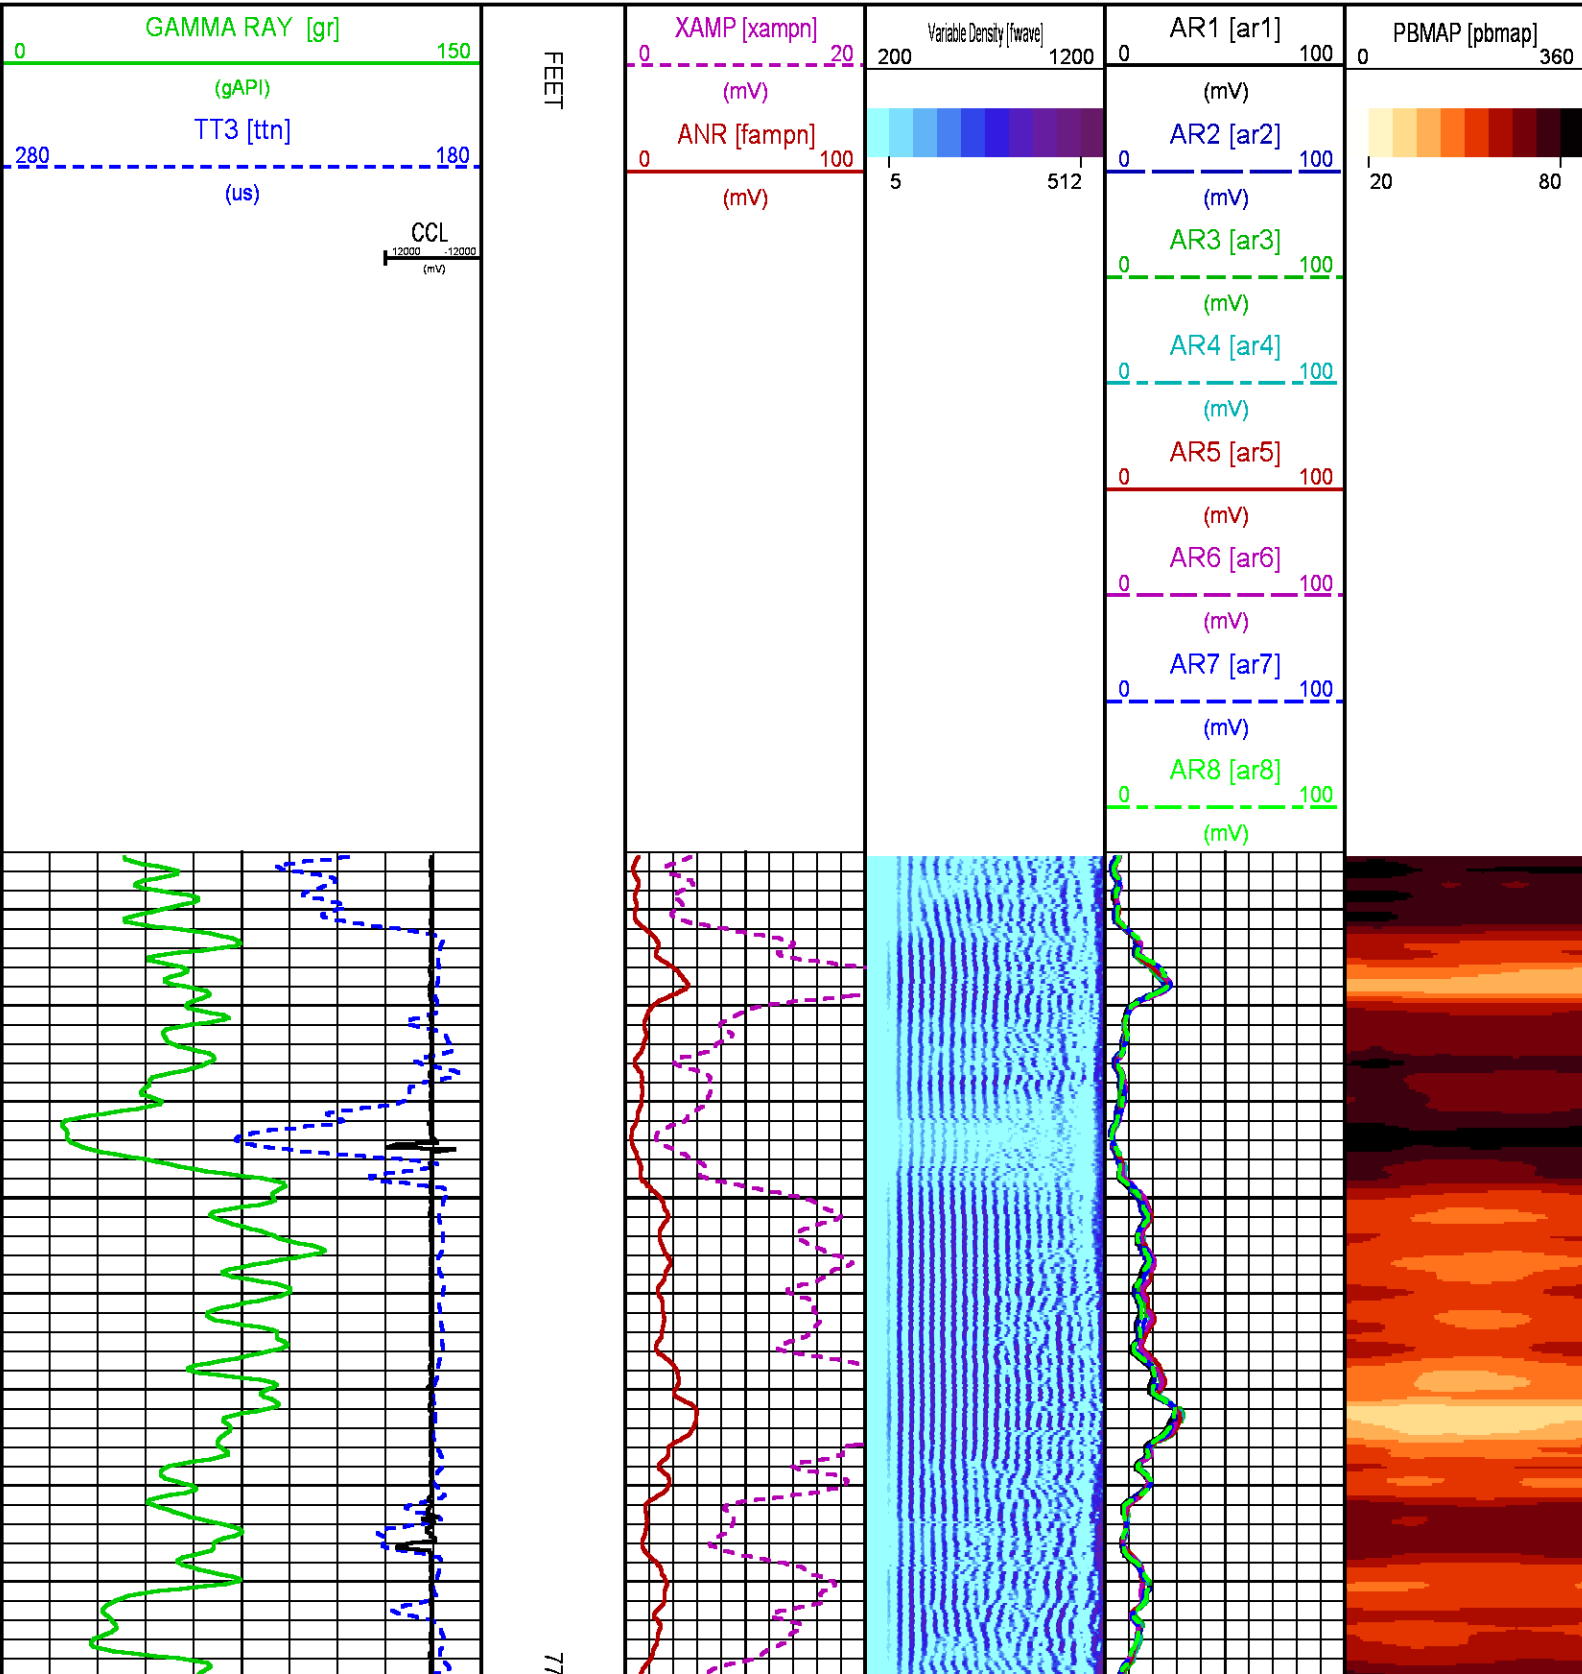 GAMMA RAY [gr]
0 150
(gAPI)
TT3 [ttn]
280 180
(us)
CCL
12000 -12000
(mV)
FEET
77
XAMP [xampn]
0 20
(mV)
ANR [fampn]
0 100
(mV)
Variable Density [fwave]
200 1200
5 512
AR1 [ar1]
0 100
(mV)
AR2 [ar2]
0 100
(mV)
AR3 [ar3]
0 100
(mV)
AR4 [ar4]
0 100
(mV)
AR5 [ar5]
0 100
(mV)
AR6 [ar6]
0 100
(mV)
AR7 [ar7]
0 100
(mV)
AR8 [ar8]
0 100
(mV)
PBMAP [pbmap]
0 360
20 80